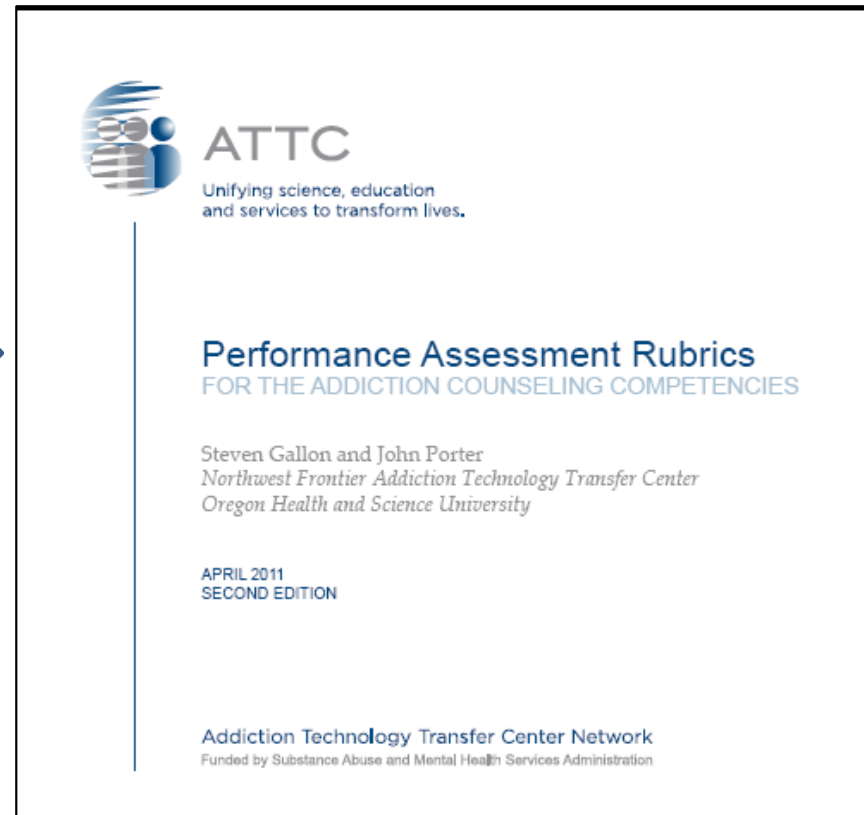 ATTC
Unifying science, education
and services to transform lives.
Performance Assessment Rubrics
FOR THE ADDICTION COUNSELING COMPETENCIES
Steven Gallon and John Porter
Northwest Frontier Addiction Technology Transfer Center
Oregon Health and Science University
APRIL 2011
SECOND EDITION
Addiction Technology Transfer Center Network
Funded by Substance Abuse and Mental Health Services Administration